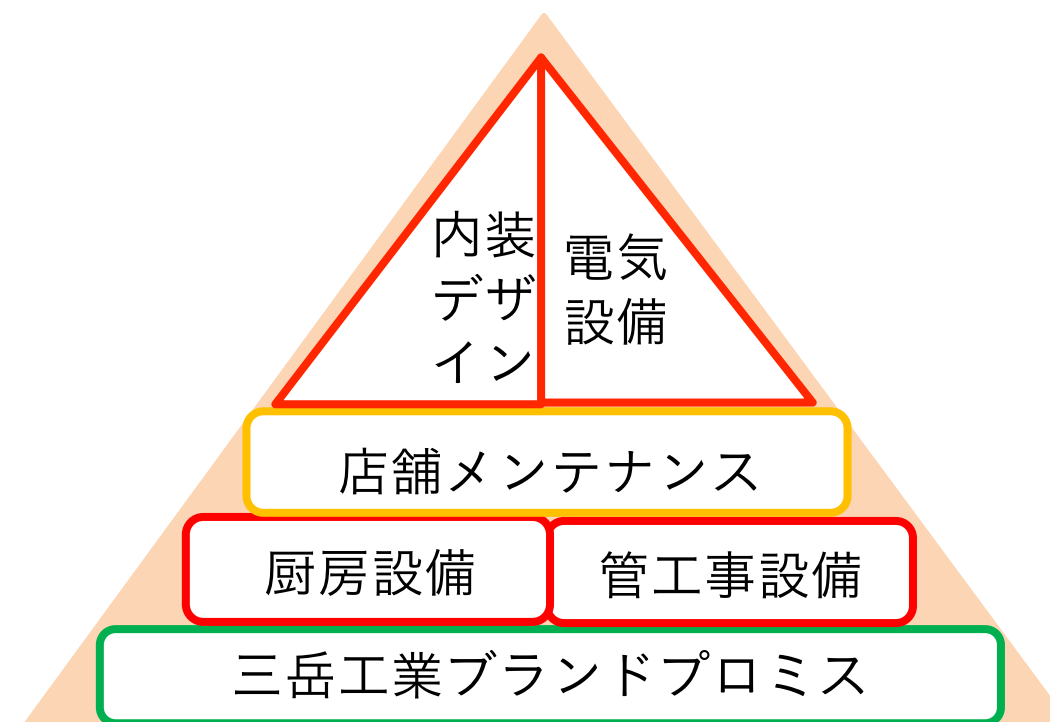 内装
デザ
イン
電気
設備
店舗メンテナンス
厨房設備
管工事設備
三岳工業ブランドプロミス